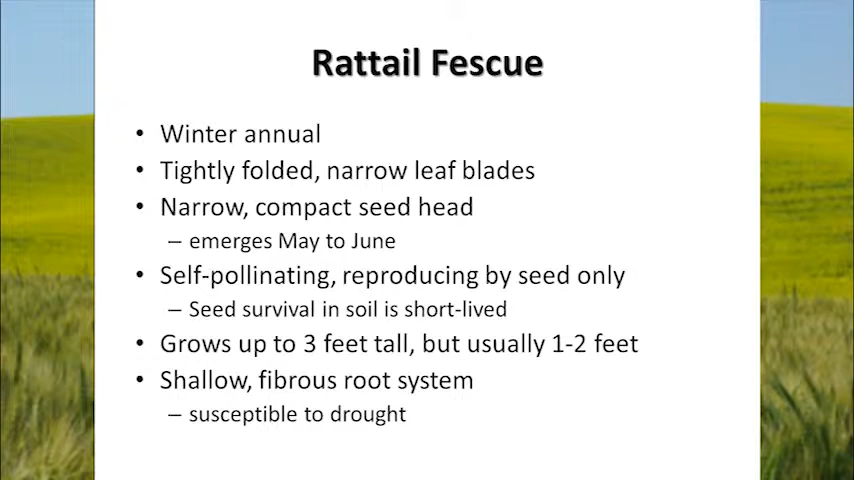 Rattail Fescue
• Winter annual
• Tightly folded, narrow leaf blades
• Narrow, compact seed head
– emerges May to June
• Self-pollinating, reproducing by seed only
– Seed survival in soil is short-lived
• Grows up to 3 feet tall, but usually 1-2 feet
• Shallow, fibrous root system
– susceptible to drought